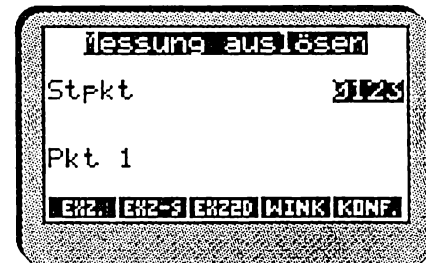 Messung auslösen
Stpkt 0123
Pkt 1
EXZ. EXZ-S EXZ2D WINK KONF.